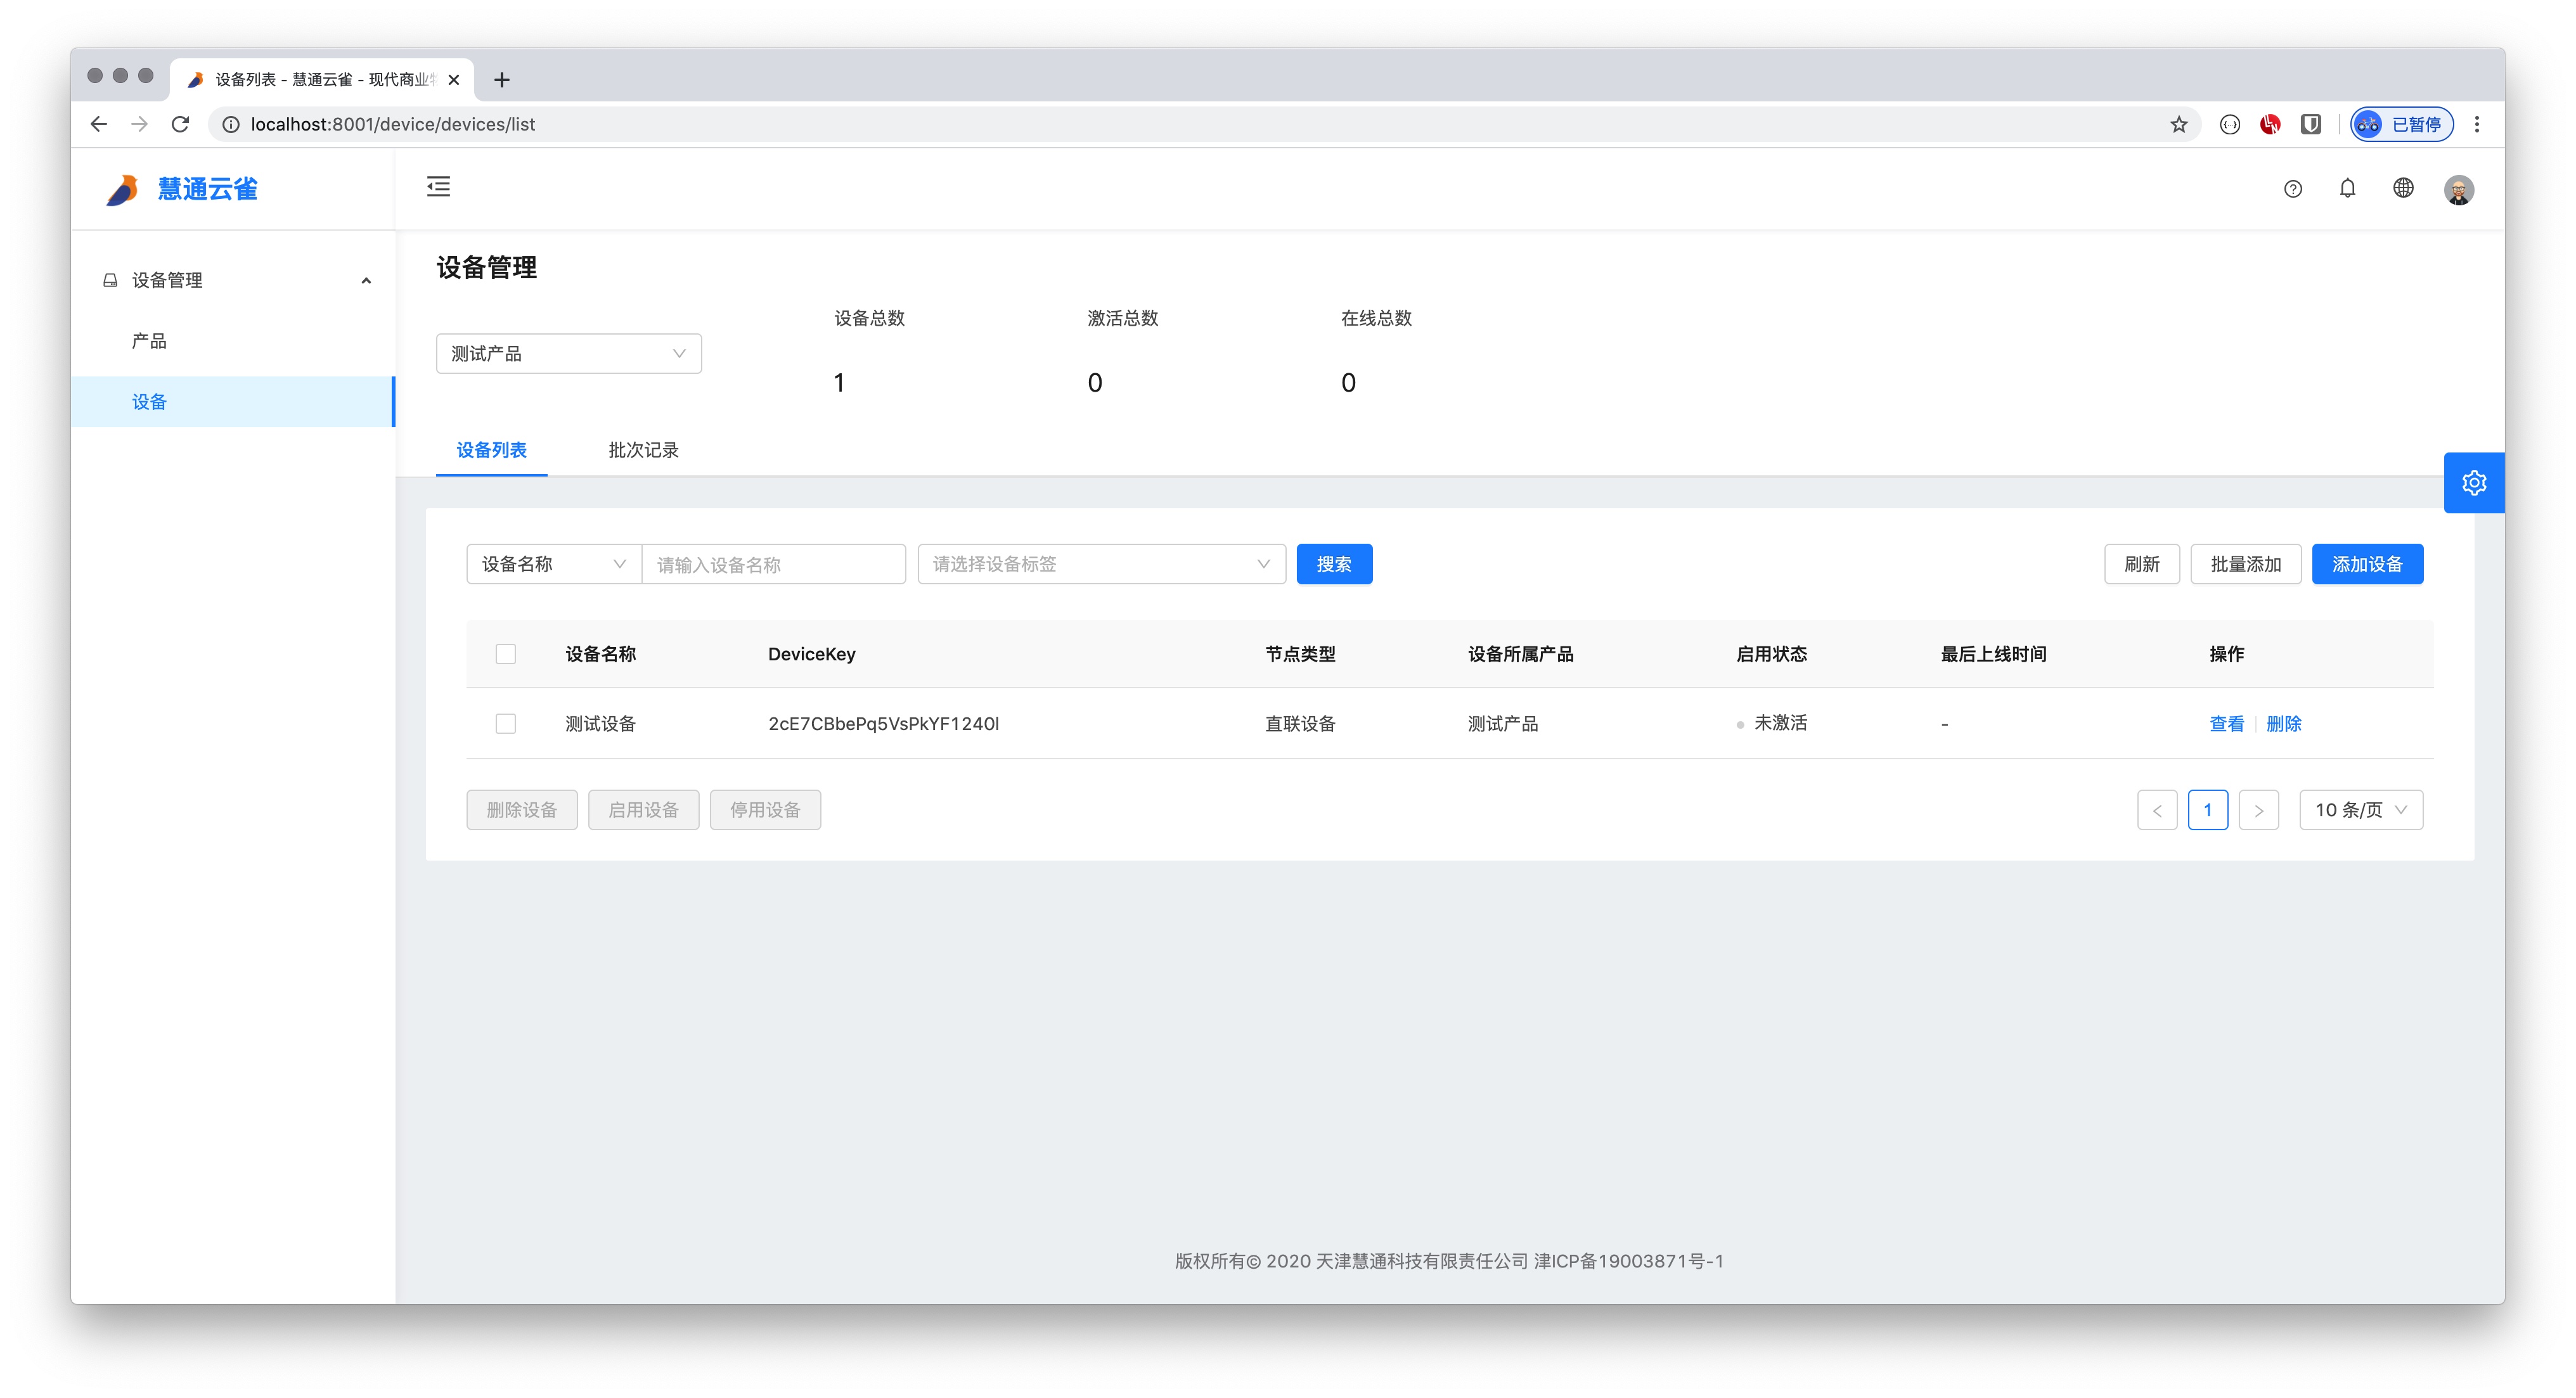 设备列表 - 慧通云雀 - 现代商业
localhost:8001/device/devices/list
已暂停
慧通云雀
设备管理
产品
设备
设备管理
测试产品
设备总数 激活总数 在线总数
1 0 0
设备列表 批次记录
设备名称 请输入设备名称 请选择设备标签 搜索 刷新 批量添加 添加设备
设备名称 DeviceKey 节点类型 设备所属产品 启用状态 最后上线时间 操作
测试设备 2cE7CBbePq5VsPkYF1240l 直联设备 测试产品 未激活 - 查看 删除
删除设备 启用设备 停用设备 < 1 > 10 条/页
版权所有© 2020 天津慧通科技有限责任公司 津ICP备19003871号-1